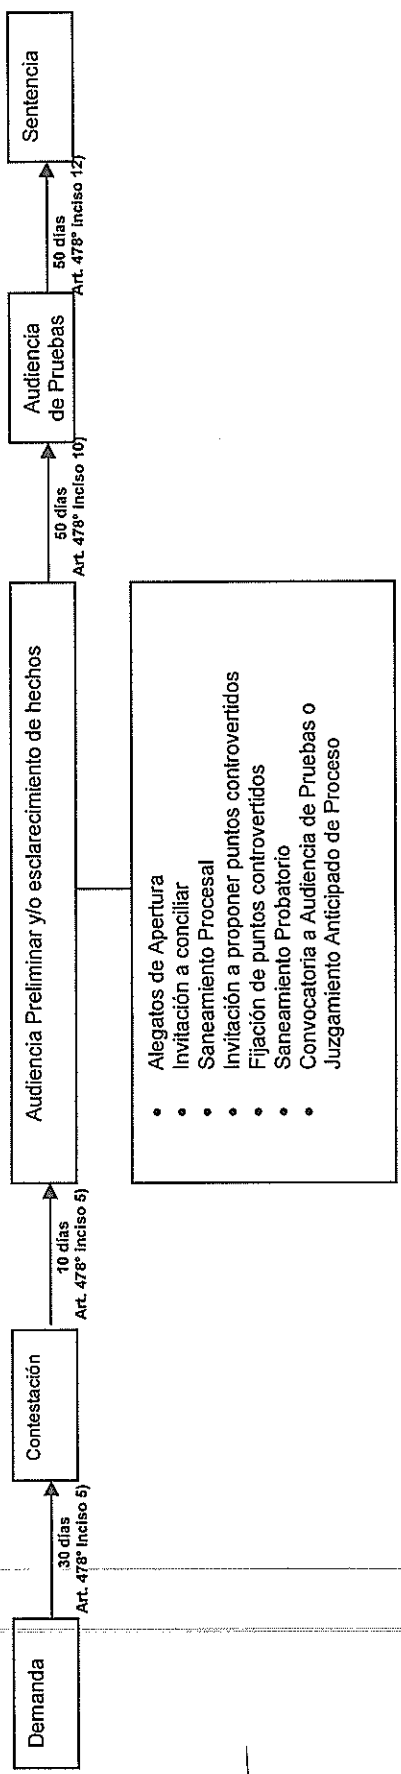 Demanda
30 días
Art. 478° Inciso 5)
Contestación
10 días
Art. 478° inciso 5)
Audiencia Preliminar y/o esclarecimiento de hechos
• Alegatos de Apertura
• Invitación a conciliar
• Saneamiento Procesal
• Invitación a proponer puntos controvertidos
• Fijación de puntos controvertidos
• Saneamiento Probatorio
• Convocatoria a Audiencia de Pruebas o
Juzgamiento Anticipado de Proceso
50 días
Art. 478° Inciso 10)
Audiencia
de Pruebas
50 días
Art. 478° Inciso 12)
Sentencia